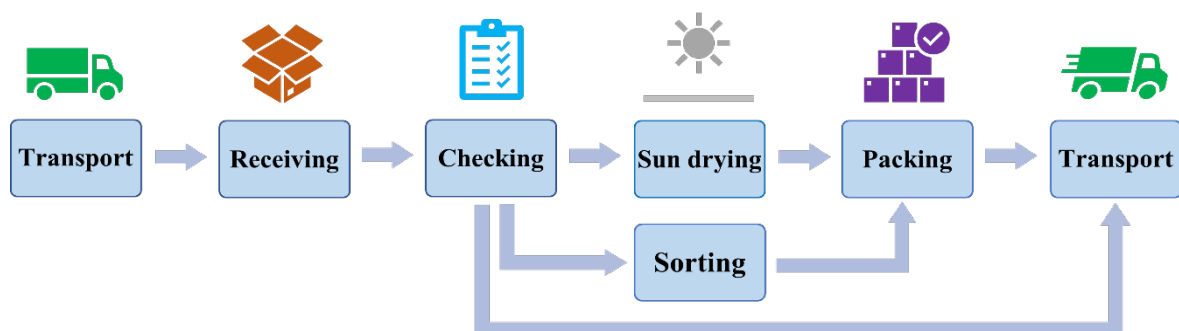 Transport
Receiving
Checking
Sun drying
Packing
Transport
Sorting